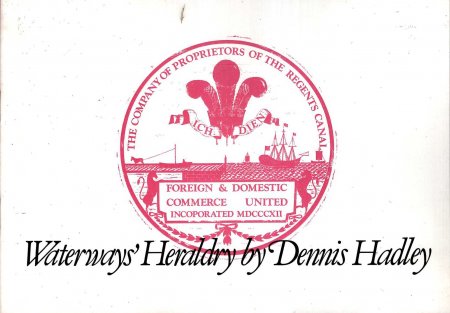 THE COMPANY OF PROPRIETORS OF THE REGENTS CANAL
ICH DIEN
FOREIGN & DOMESTIC
COMMERCE UNITED
INCOPORATED MDCCCXII
Waterways' Heraldry by Dennis Hadley